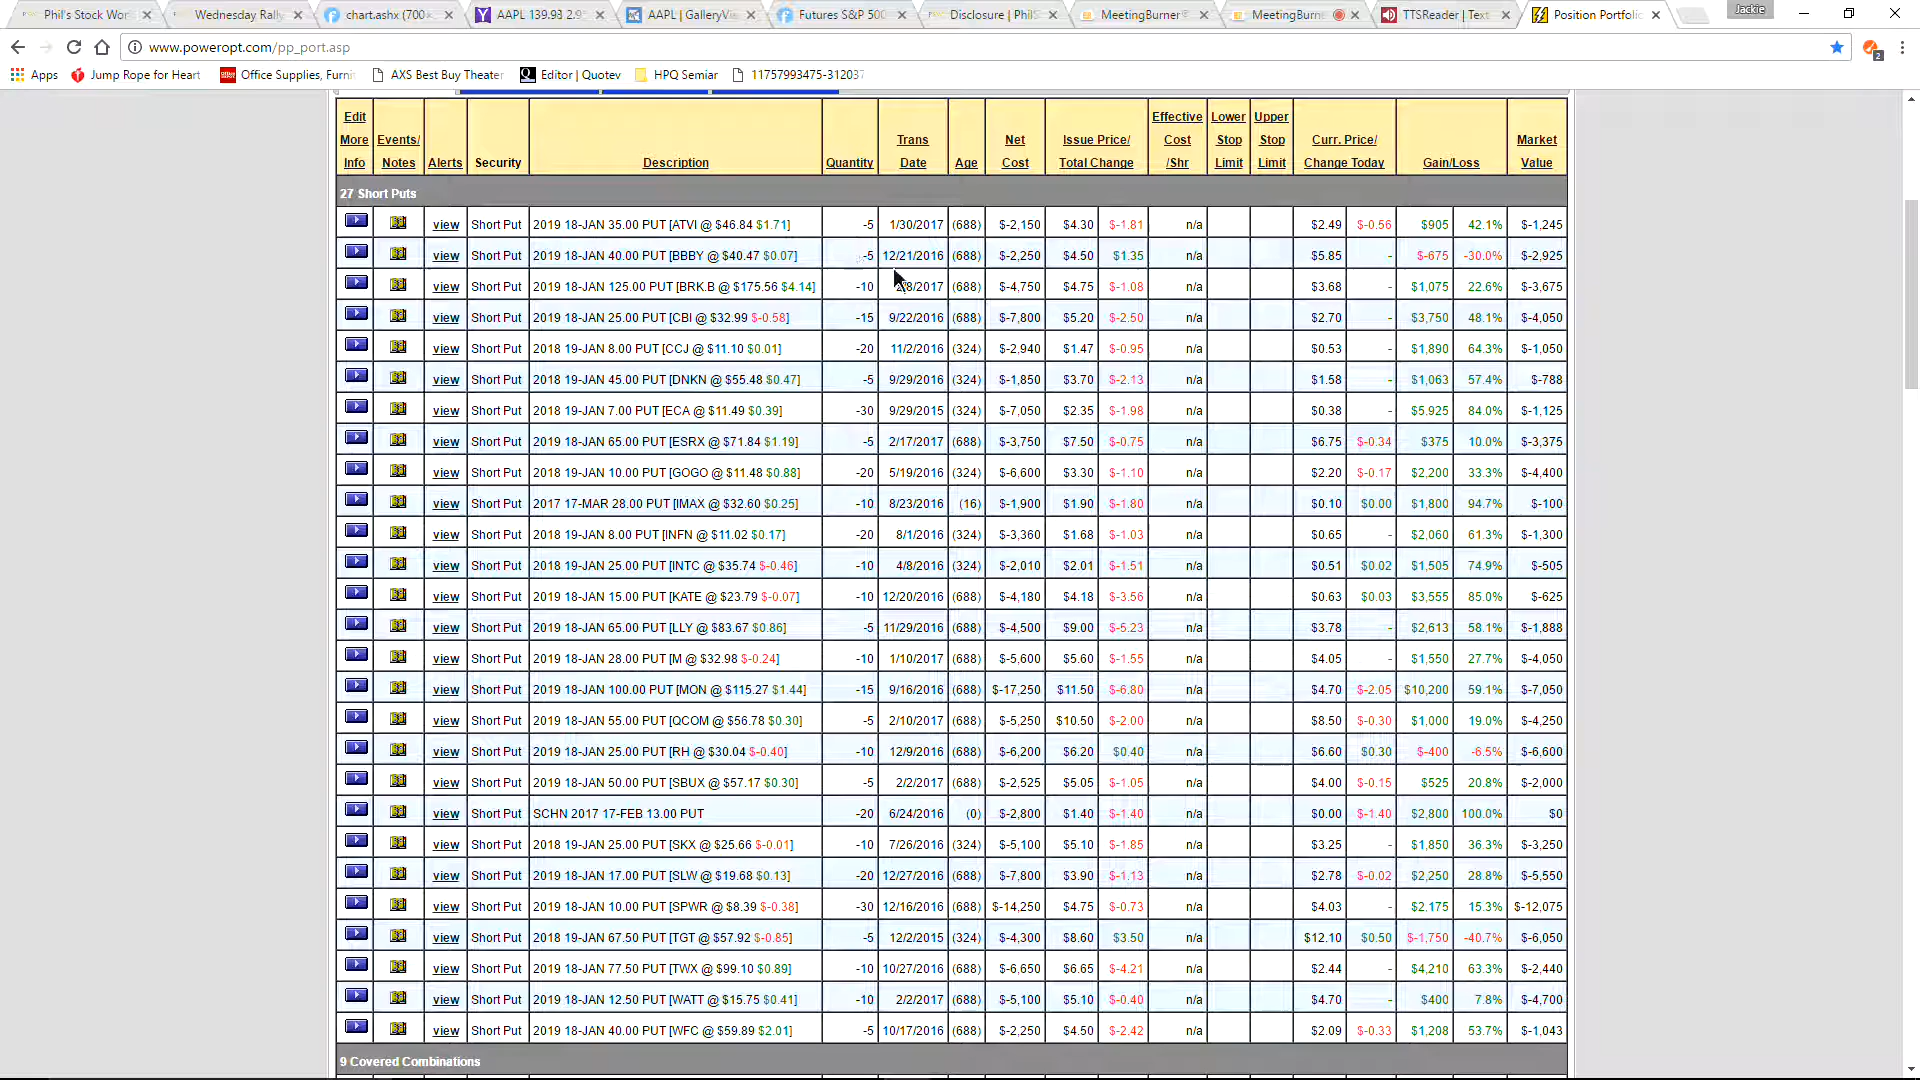 Phil's Stock Wor
Wednesday Rally
chart.ashx (700×
AAPL 139.98 2.9
AAPL | GalleryVi
Futures S&P 500
Disclosure | Phil's
MeetingBurner
MeetingBurn
TTSReader | Text
Position Portfoli
Jackie
www.poweropt.com/pp_port.asp
2
Apps Jump Rope for Heart Office Supplies, Furni AXS Best Buy Theater Editor | Quotev HPQ Semiar 11757993475-312037
Edit More Info Events/ Notes Alerts Security Description Quantity Trans Date Age Net Cost Issue Price/ Total Change Effective Cost /Shr Lower Stop Limit Upper Stop Limit Curr. Price/ Change Today Gain/Loss Market Value
27 Short Puts
view Short Put 2019 18-JAN 35.00 PUT [ATVI @ $46.84 $1.71] -5 1/30/2017 (688) $-2,150 $4.30 $-1.81 n/a $2.49 $-0.56 $905 42.1% $-1,245
view Short Put 2019 18-JAN 40.00 PUT [BBBY @ $40.47 $0.07] -5 12/21/2016 (688) $-2,250 $4.50 $1.35 n/a $5.85 - $-675 -30.0% $-2,925
view Short Put 2019 18-JAN 125.00 PUT [BRK.B @ $175.56 $4.14] -10 2/8/2017 (688) $-4,750 $4.75 $-1.08 n/a $3.68 - $1,075 22.6% $-3,675
view Short Put 2019 18-JAN 25.00 PUT [CBI @ $32.99 $-0.58] -15 9/22/2016 (688) $-7,800 $5.20 $-2.50 n/a $2.70 - $3,750 48.1% $-4,050
view Short Put 2018 19-JAN 8.00 PUT [CCJ @ $11.10 $0.01] -20 11/2/2016 (324) $-2,940 $1.47 $-0.95 n/a $0.53 - $1,890 64.3% $-1,050
view Short Put 2018 19-JAN 45.00 PUT [DNKN @ $55.48 $0.47] -5 9/29/2016 (324) $-1,850 $3.70 $-2.13 n/a $1.58 - $1,063 57.4% $-788
view Short Put 2018 19-JAN 7.00 PUT [ECA @ $11.49 $0.39] -30 9/29/2015 (324) $-7,050 $2.35 $-1.98 n/a $0.38 - $5,925 84.0% $-1,125
view Short Put 2019 18-JAN 65.00 PUT [ESRX @ $71.84 $1.19] -5 2/17/2017 (688) $-3,750 $7.50 $-0.75 n/a $6.75 $-0.34 $375 10.0% $-3,375
view Short Put 2018 19-JAN 10.00 PUT [GOGO @ $11.48 $0.88] -20 5/19/2016 (324) $-6,600 $3.30 $-1.10 n/a $2.20 $-0.17 $2,200 33.3% $-4,400
view Short Put 2017 17-MAR 28.00 PUT [IMAX @ $32.60 $0.25] -10 8/23/2016 (16) $-1,900 $1.90 $-1.80 n/a $0.10 $0.00 $1,800 94.7% $-100
view Short Put 2018 19-JAN 8.00 PUT [INFN @ $11.02 $0.17] -20 8/1/2016 (324) $-3,360 $1.68 $-1.03 n/a $0.65 - $2,060 61.3% $-1,300
view Short Put 2018 19-JAN 25.00 PUT [INTC @ $35.74 $-0.46] -10 4/8/2016 (324) $-2,010 $2.01 $-1.51 n/a $0.51 $0.02 $1,505 74.9% $-505
view Short Put 2019 18-JAN 15.00 PUT [KATE @ $23.79 $-0.07] -10 12/20/2016 (688) $-4,180 $4.18 $-3.56 n/a $0.63 $0.03 $3,555 85.0% $-625
view Short Put 2019 18-JAN 65.00 PUT [LLY @ $83.67 $0.86] -5 11/29/2016 (688) $-4,500 $9.00 $-5.23 n/a $3.78 - $2,613 58.1% $-1,888
view Short Put 2019 18-JAN 28.00 PUT [M @ $32.98 $-0.24] -10 1/10/2017 (688) $-5,600 $5.60 $-1.55 n/a $4.05 - $1,550 27.7% $-4,050
view Short Put 2019 18-JAN 100.00 PUT [MON @ $115.27 $1.44] -15 9/16/2016 (688) $-17,250 $11.50 $-6.80 n/a $4.70 $-2.05 $10,200 59.1% $-7,050
view Short Put 2019 18-JAN 55.00 PUT [QCOM @ $56.78 $0.30] -5 2/10/2017 (688) $-5,250 $10.50 $-2.00 n/a $8.50 $-0.30 $1,000 19.0% $-4,250
view Short Put 2019 18-JAN 25.00 PUT [RH @ $30.04 $-0.40] -10 12/9/2016 (688) $-6,200 $6.20 $0.40 n/a $6.60 $0.30 $-400 -6.5% $-6,600
view Short Put 2019 18-JAN 50.00 PUT [SBUX @ $57.17 $0.30] -5 2/2/2017 (688) $-2,525 $5.05 $-1.05 n/a $4.00 $-0.15 $525 20.8% $-2,000
view Short Put SCHN 2017 17-FEB 13.00 PUT -20 6/24/2016 (0) $-2,800 $1.40 $-1.40 n/a $0.00 $-1.40 $2,800 100.0% $0
view Short Put 2018 19-JAN 25.00 PUT [SKX @ $25.66 $-0.01] -10 7/26/2016 (324) $-5,100 $5.10 $-1.85 n/a $3.25 - $1,850 36.3% $-3,250
view Short Put 2019 18-JAN 17.00 PUT [SLW @ $19.68 $0.13] -20 12/27/2016 (688) $-7,800 $3.90 $-1.13 n/a $2.78 $-0.02 $2,250 28.8% $-5,550
view Short Put 2019 18-JAN 10.00 PUT [SPWR @ $8.39 $-0.38] -30 12/16/2016 (688) $-14,250 $4.75 $-0.73 n/a $4.03 - $2,175 15.3% $-12,075
view Short Put 2018 19-JAN 67.50 PUT [TGT @ $57.92 $-0.85] -5 12/2/2015 (324) $-4,300 $8.60 $3.50 n/a $12.10 $0.50 $-1,750 -40.7% $-6,050
view Short Put 2019 18-JAN 77.50 PUT [TWX @ $99.10 $0.89] -10 10/27/2016 (688) $-6,650 $6.65 $-4.21 n/a $2.44 - $4,210 63.3% $-2,440
view Short Put 2019 18-JAN 12.50 PUT [WATT @ $15.75 $0.41] -10 2/2/2017 (688) $-5,100 $5.10 $-0.40 n/a $4.70 - $400 7.8% $-4,700
view Short Put 2019 18-JAN 40.00 PUT [WFC @ $59.89 $2.01] -5 10/17/2016 (688) $-2,250 $4.50 $-2.42 n/a $2.09 $-0.33 $1,208 53.7% $-1,043
9 Covered Combinations